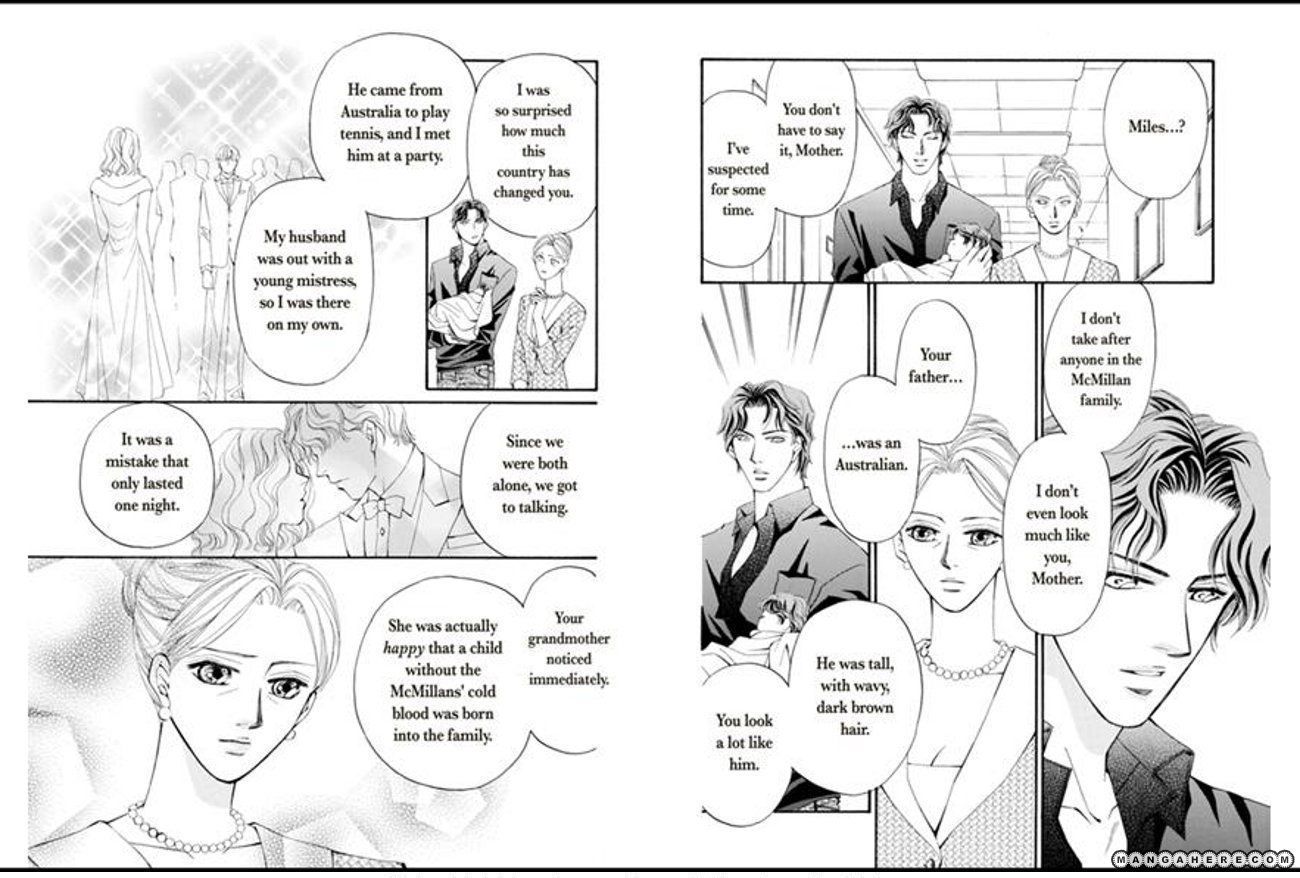 Miles...?
You don't
have to say
it, Mother.
I've
suspected
for some
time.
I don't
take after
anyone in the
McMillan
family.
I don't
even look
much like
you,
Mother.
Your
father...
...was an
Australian.
He was tall,
with wavy,
dark brown
hair.
You look
a lot like
him.
I was
so surprised
how much
this
country has
changed you.
He came from
Australia to play
tennis, and I met
him at a party.
My husband
was out with a
young mistress,
so I was there
on my own.
Since we
were both
alone, we got
to talking.
It was a
mistake that
only lasted
one night.
Your
grandmother
noticed
immediately.
She was actually
happy that a child
without the
McMillans' cold
blood was born
into the family.
MANGAHERE.COM